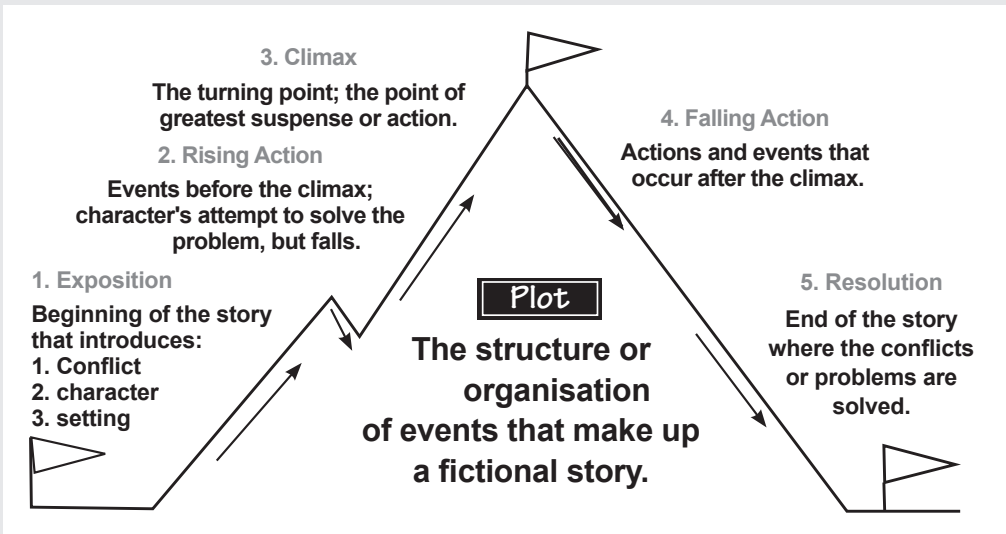 3. Climax
The turning point; the point of
greatest suspense or action.
2. Rising Action
Events before the climax;
character's attempt to solve the
problem, but falls.
1. Exposition
Beginning of the story
that introduces:
1. Conflict
2. character
3. setting
Plot
The structure or
organisation
of events that make up
a fictional story.
4. Falling Action
Actions and events that
occur after the climax.
5. Resolution
End of the story
where the conflicts
or problems are
solved.